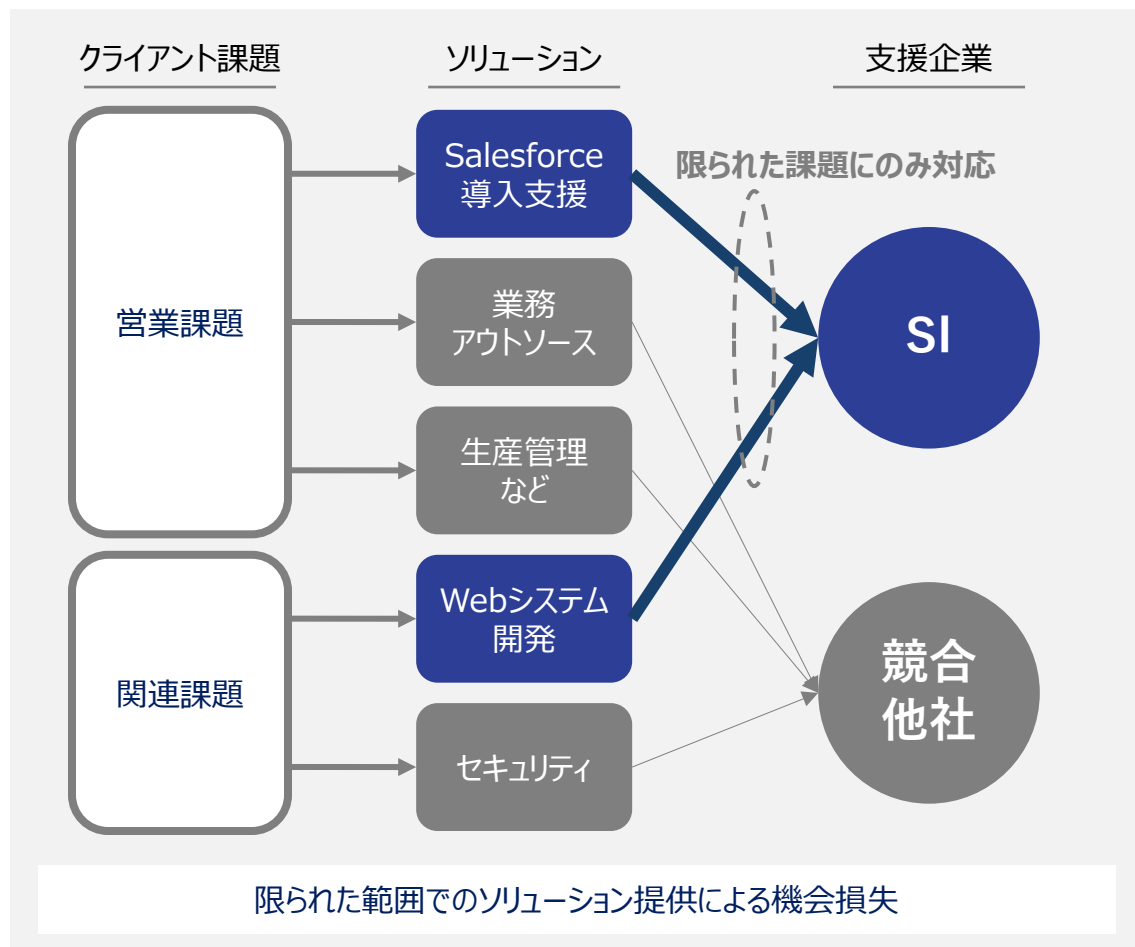 クライアント課題
ソリューション
支援企業
営業課題
関連課題
Salesforce
導入支援
業務
アウトソース
生産管理
など
Webシステム
開発
セキュリティ
限られた課題にのみ対応
SI
競合
他社
限られた範囲でのソリューション提供による機会損失